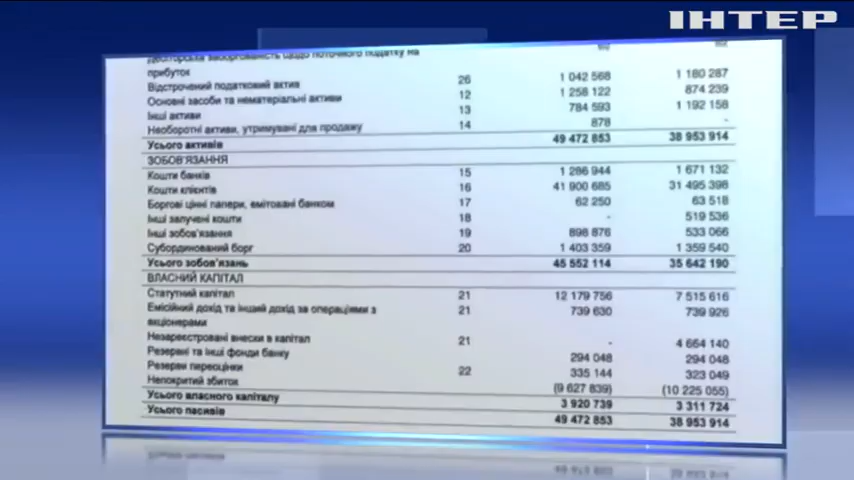 ІНТЕР
дебіторська заборгованість щодо поточного податку на
прибуток
Відстрочений податковий актив 26 1 042 568 1 180 287
Основні засоби та нематеріальні активи 12 1 258 122 874 239
Інші активи 13 784 593 1 192 158
Необоротні активи, утримувані для продажу 14 878 -
Усього активів 49 472 853 38 953 914
ЗОБОВ'ЯЗАННЯ
Кошти банків 15 1 286 944 1 671 132
Кошти клієнтів 16 41 900 685 31 495 398
Боргові цінні папери, емітовані банком 17 62 250 63 518
Інші залучені кошти 18 - 519 536
Інші зобов'язання 19 898 876 533 066
Субординований борг 20 1 403 359 1 359 540
Усього зобов'язань 45 552 114 35 642 190
ВЛАСНИЙ КАПІТАЛ
Статутний капітал 21 12 179 756 7 515 616
Емісійний дохід та інший дохід за операціями з
акціонерами 21 739 630 739 926
Незареєстровані внески в капітал 21 - 4 664 140
Резервні та інші фонди банку 294 048 294 048
Резерви переоцінки 22 335 144 323 049
Непокритий збиток (9 627 839) (10 225 055)
Усього власного капіталу 3 920 739 3 311 724
Усього пасивів 49 472 853 38 953 914